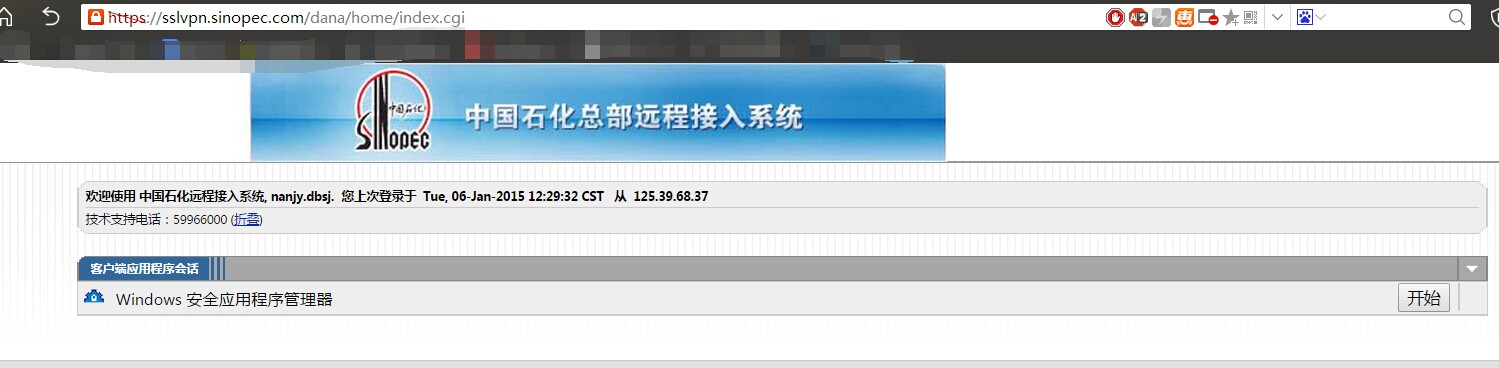 https://sslvpn.sinopec.com/dana/home/index.cgi
中国石化
SINOPEC
中国石化总部远程接入系统
欢迎使用 中国石化远程接入系统, nanjy.dbsj. 您上次登录于 Tue, 06-Jan-2015 12:29:32 CST 从 125.39.68.37
技术支持电话：59966000 (折叠)
客户端应用程序会话
Windows 安全应用程序管理器
开始